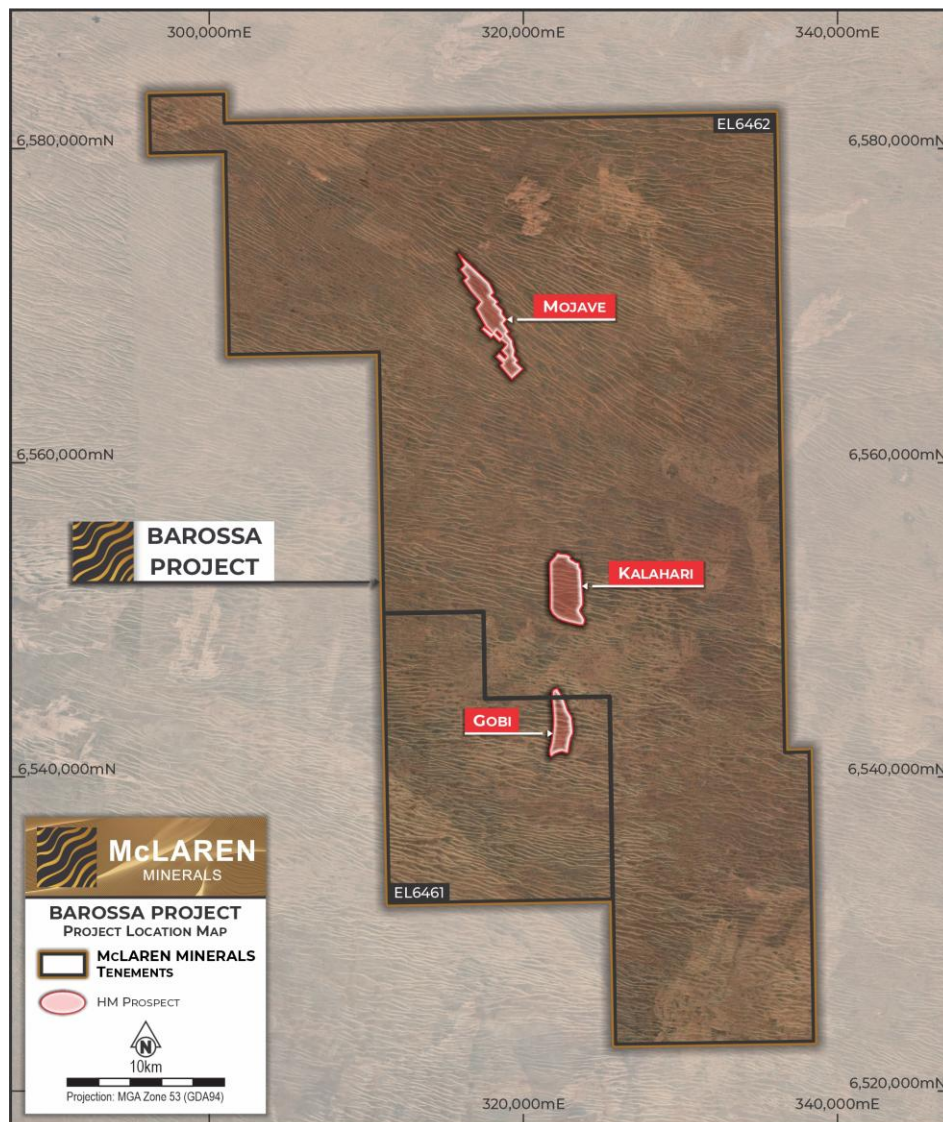 300,000mE
320,000mE
340,000mE
EL6462
6,580,000mN
6,580,000mN
MOJAVE
6,560,000mN
6,560,000mN
BAROSSA
PROJECT
KALAHARI
GOBI
6,540,000mN
6,540,000mN
EL6461
McLAREN
MINERALS
BAROSSA PROJECT
PROJECT LOCATION MAP
McLAREN MINERALS
TENEMENTS
HM PROSPECT
N
10km
Projection: MGA Zone 53 (GDA94)
6,520,000mN
320,000mE
340,000mE